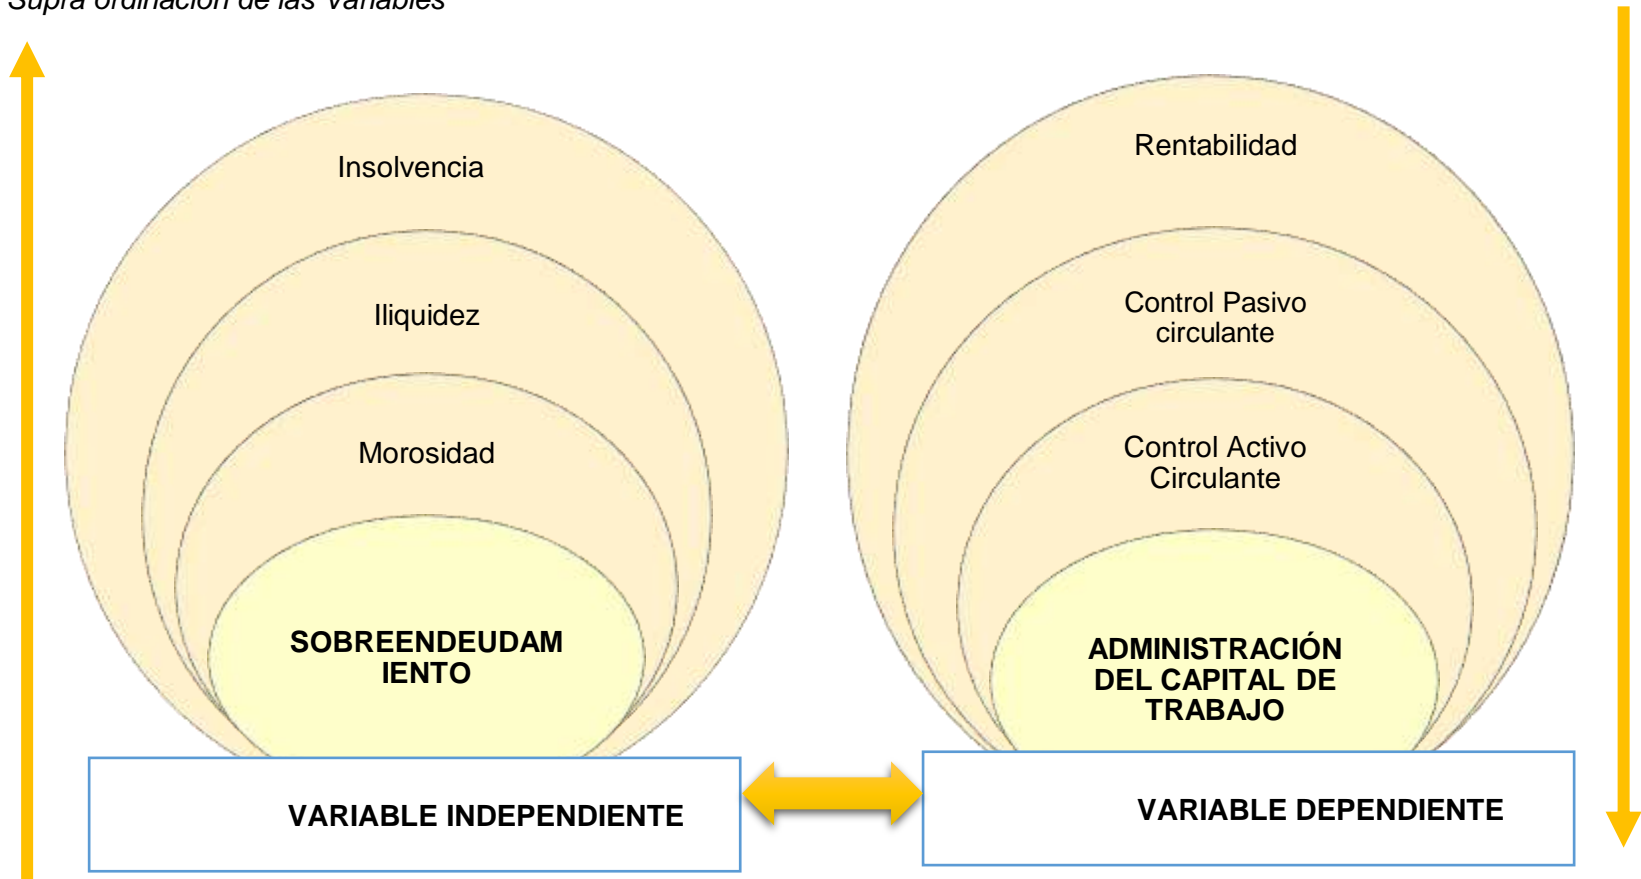 Supra ordinación de las Variables
Insolvencia
Iliquidez
Morosidad
SOBREENDEUDAM
IENTO
VARIABLE INDEPENDIENTE
Rentabilidad
Control Pasivo
circulante
Control Activo
Circulante
ADMINISTRACIÓN
DEL CAPITAL DE
TRABAJO
VARIABLE DEPENDIENTE